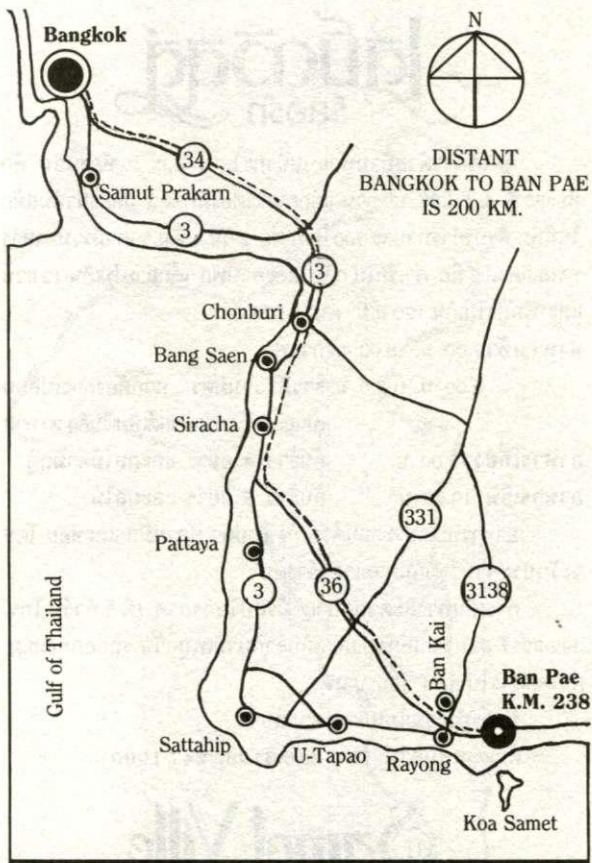 Bangkok
N
34
DISTANT
BANGKOK TO BAN PAE
IS 200 KM.
Samut Prakarn
3
3
Chonburi
Bang Saen
Siracha
331
Pattaya
3
36
3138
Gulf of Thailand
Ban Kai
Ban Pae
K.M. 238
Sattahip
U-Tapao
Rayong
Koa Samet